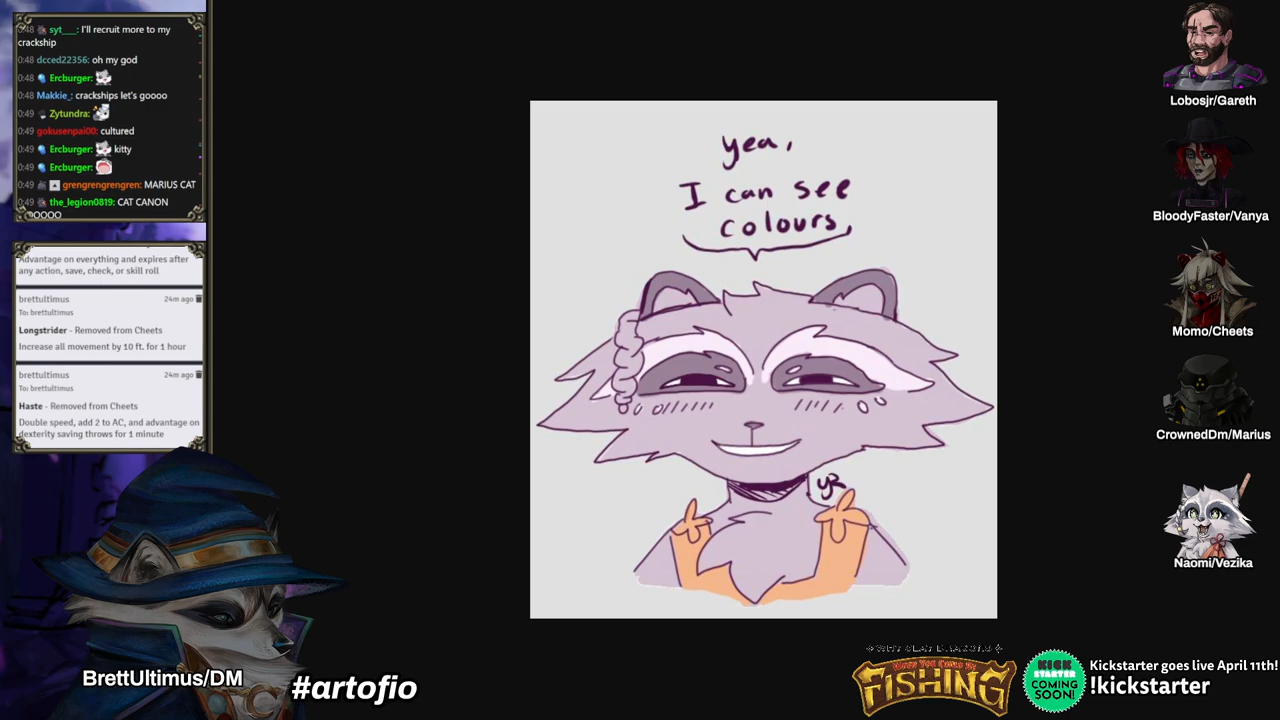 0:48 syt___: I'll recruit more to my
crackship
0:48 dcced22356: oh my god
0:48 Ercburger:
0:48 Makkie_: crackships let's goooo
0:49 Zytundra:
0:49 gokusenpai00: cultured
0:49 Ercburger: kitty
0:49 Ercburger:
0:49 grengrengrengren: MARIUS CAT
0:49 the_legion0819: CAT CANON
OOOO
Advantage on everything and expires after
any action, save, check, or skill roll
brettultimus 24m ago
To: brettultimus
Longstrider - Removed from Cheets
Increase all movement by 10 ft. for 1 hour
brettultimus 24m ago
To: brettultimus
Haste - Removed from Cheets
Double speed, add 2 to AC, and advantage on
dexterity saving throws for 1 minute
BrettUltimus/DM
#artofio
yea,
I can see
colours,
Lobosjr/Gareth
BloodyFaster/Vanya
Momo/Cheets
CrownedDm/Marius
Naomi/Vezika
WHEN YOU COULD BE
FISHING
KICK
STARTER
COMING
SOON!
Kickstarter goes live April 11th!
!kickstarter